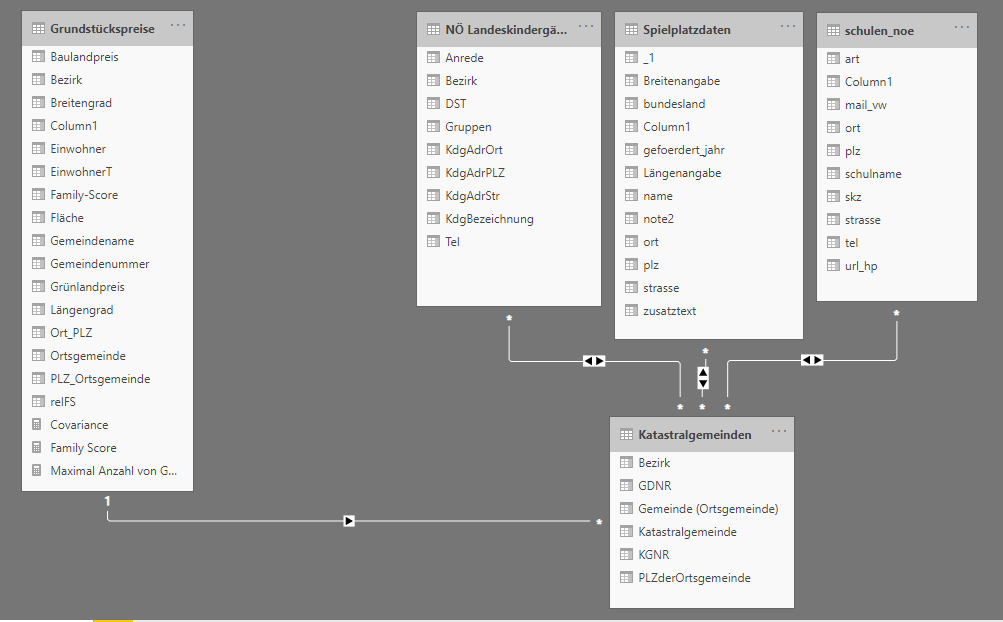 Grundstückspreise
Baulandpreis
Bezirk
Breitengrad
Column1
Einwohner
EinwohnerT
Family-Score
Fläche
Gemeindename
Gemeindenummer
Grünlandpreis
Längengrad
Ort_PLZ
Ortsgemeinde
PLZ_Ortsgemeinde
relFS
Covariance
Family Score
Maximal Anzahl von G...
NÖ Landeskindergä...
Anrede
Bezirk
DST
Gruppen
KdgAdrOrt
KdgAdrPLZ
KdgAdrStr
KdgBezeichnung
Tel
Spielplatzdaten
_1
Breitenangabe
bundesland
Column1
gefoerdert_jahr
Längenangabe
name
note2
ort
plz
strasse
zusatztext
schulen_noe
art
Column1
mail_vw
ort
plz
schulname
skz
strasse
tel
url_hp
* * *
* * *
Katastralgemeinden
Bezirk
GDNR
Gemeinde (Ortsgemeinde)
Katastralgemeinde
KGNR
PLZderOrtsgemeinde
1
*